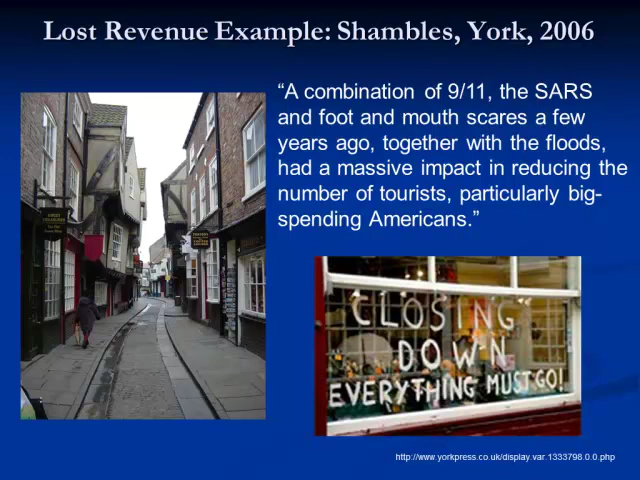 Lost Revenue Example: Shambles, York, 2006
“A combination of 9/11, the SARS
and foot and mouth scares a few
years ago, together with the floods,
had a massive impact in reducing the
number of tourists, particularly big-
spending Americans.”
CLOSING
DOWN
EVERYTHING MUST GO!
http://www.yorkpress.co.uk/display.var.1333798.0.0.php